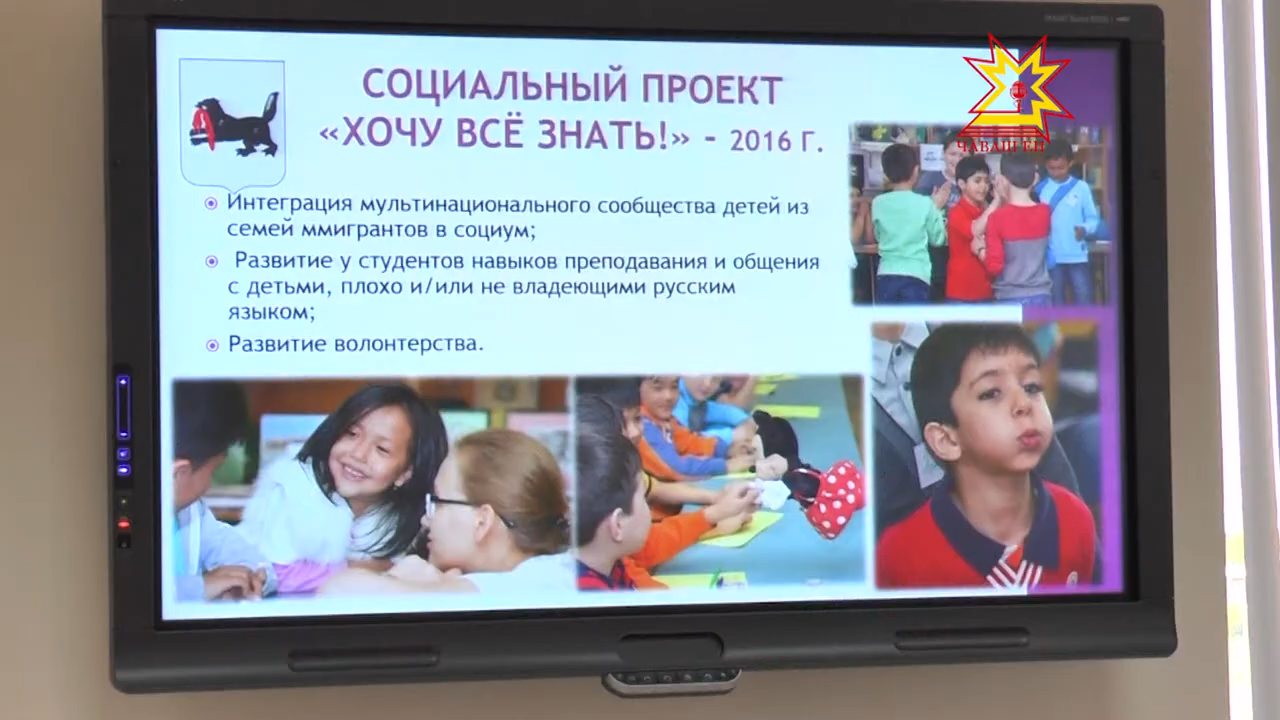 СОЦИАЛЬНЫЙ ПРОЕКТ
«ХОЧУ ВСЁ ЗНАТЬ!» - 2016 Г.
Интеграция мультинационального сообщества детей из
семей ммигрантов в социум;
Развитие у студентов навыков преподавания и общения
с детьми, плохо и/или не владеющими русским
языком;
Развитие волонтерства.
ЧӐВАШ ЕН